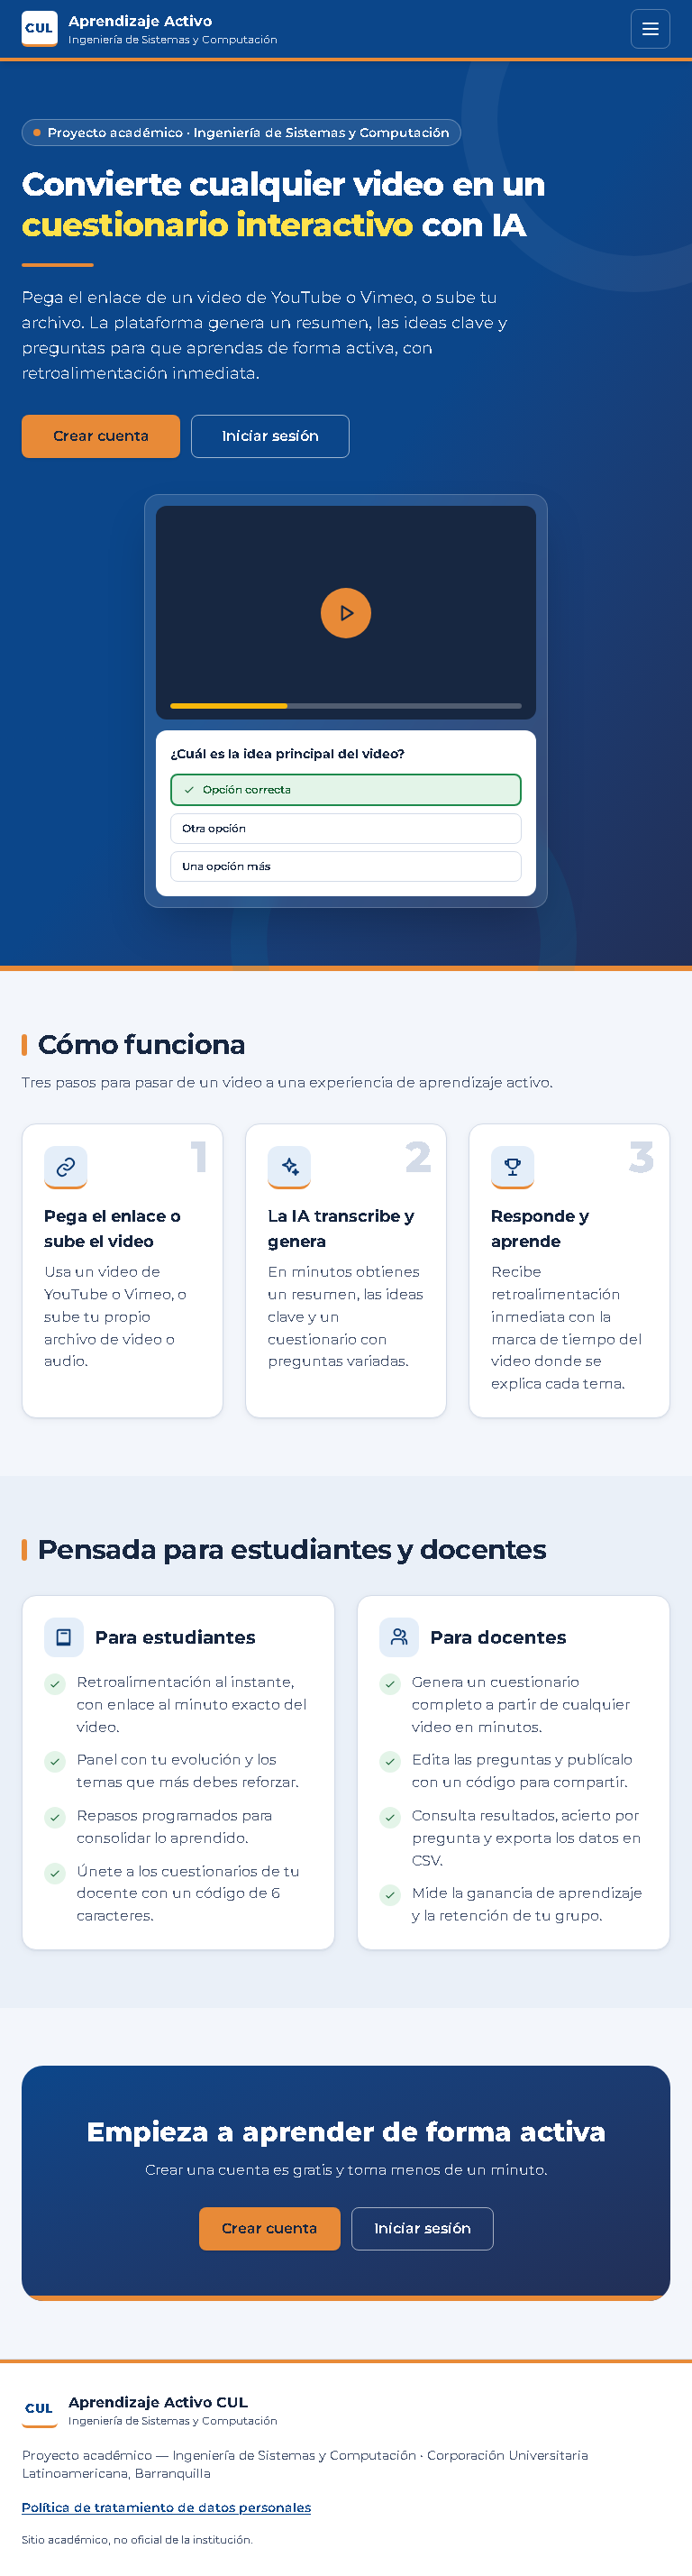 CUL
Aprendizaje Activo
Ingeniería de Sistemas y Computación
Proyecto académico · Ingeniería de Sistemas y Computación
Convierte cualquier video en un
cuestionario interactivo con IA
Pega el enlace de un video de YouTube o Vimeo, o sube tu
archivo. La plataforma genera un resumen, las ideas clave y
preguntas para que aprendas de forma activa, con
retroalimentación inmediata.
Crear cuenta
Iniciar sesión
¿Cuál es la idea principal del video?
Opción correcta
Otra opción
Una opción más
Cómo funciona
Tres pasos para pasar de un video a una experiencia de aprendizaje activo.
1
Pega el enlace o
sube el video
Usa un video de
YouTube o Vimeo, o
sube tu propio
archivo de video o
audio.
2
La IA transcribe y
genera
En minutos obtienes
un resumen, las ideas
clave y un
cuestionario con
preguntas variadas.
3
Responde y
aprende
Recibe
retroalimentación
inmediata con la
marca de tiempo del
video donde se
explica cada tema.
Pensada para estudiantes y docentes
Para estudiantes
Retroalimentación al instante,
con enlace al minuto exacto del
video.
Panel con tu evolución y los
temas que más debes reforzar.
Repasos programados para
consolidar lo aprendido.
Únete a los cuestionarios de tu
docente con un código de 6
caracteres.
Para docentes
Genera un cuestionario
completo a partir de cualquier
video en minutos.
Edita las preguntas y publícalo
con un código para compartir.
Consulta resultados, acierto por
pregunta y exporta los datos en
CSV.
Mide la ganancia de aprendizaje
y la retención de tu grupo.
Empieza a aprender de forma activa
Crear una cuenta es gratis y toma menos de un minuto.
Crear cuenta
Iniciar sesión
CUL
Aprendizaje Activo CUL
Ingeniería de Sistemas y Computación
Proyecto académico — Ingeniería de Sistemas y Computación · Corporación Universitaria
Latinoamericana, Barranquilla
Política de tratamiento de datos personales
Sitio académico, no oficial de la institución.